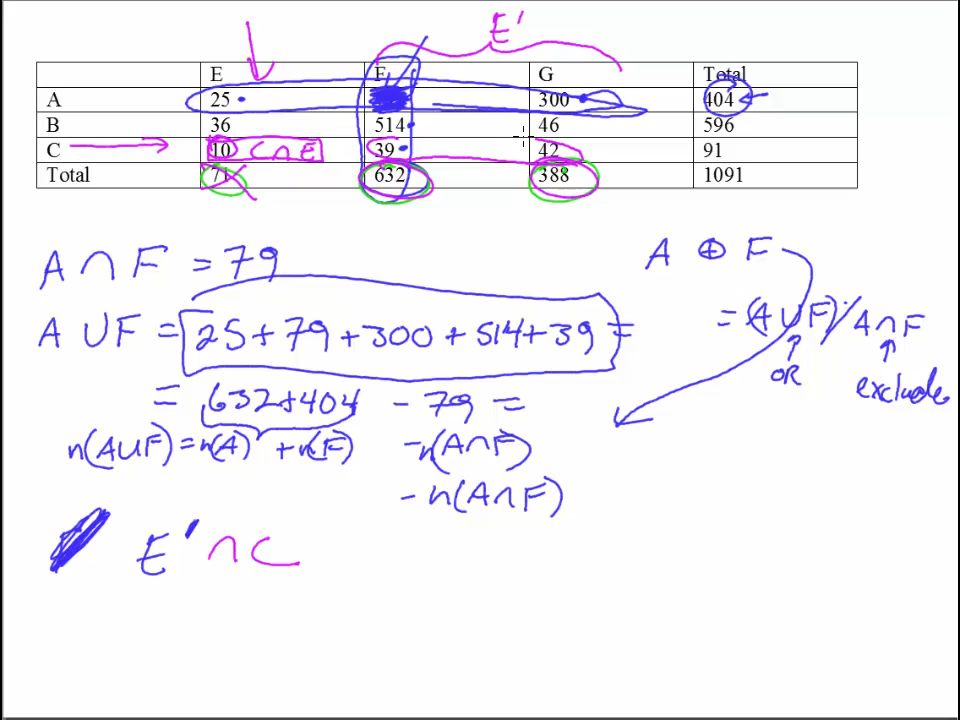 E'
E F G Total
A 25 300 404
B 36 514 46 596
C 10 C∩E 39 42 91
Total 71 632 388 1091
A ∩ F = 79
A ⊕ F
A ∪ F = 25+79+300+514+39 =
= (A ∪ F) / A ∩ F
OR exclude
= 632+404 - 79 =
n(A∪F) = n(A) + n(F) - n(A∩F)
- n(A∩F)
E' ∩ C